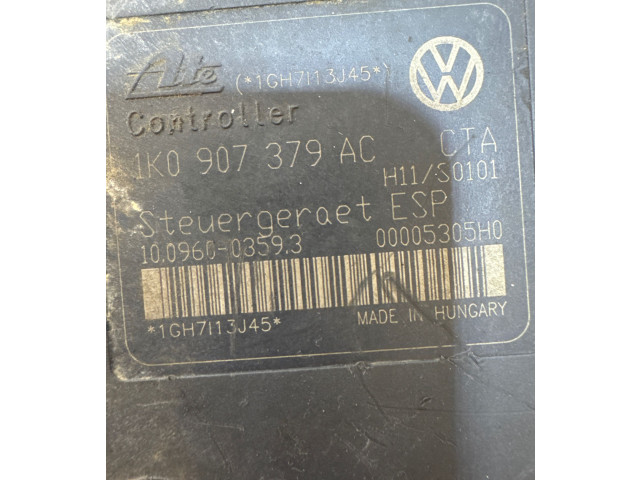 Ate (*1GH7I13J45*)
Controller
1K0 907 379 AC CTA
H11/S0101
Steuergeraet ESP
10.0960-0359.3 00005305H0
*1GH7I13J45* MADE IN HUNGARY